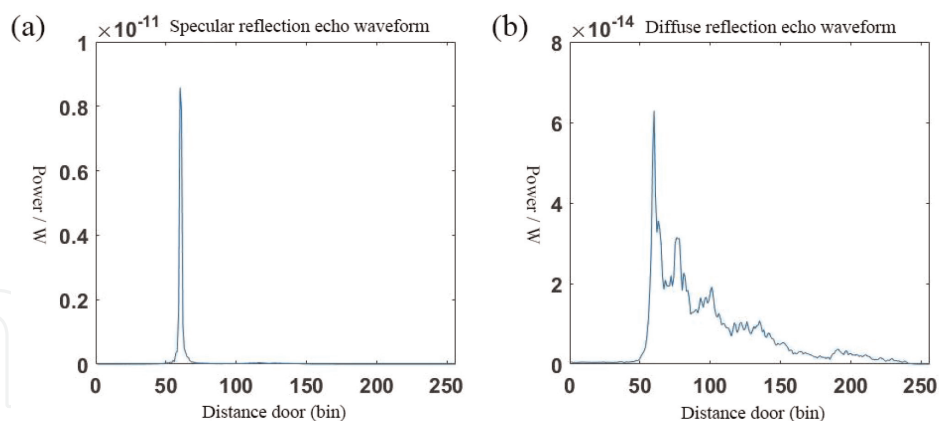 (a)
×10⁻¹¹ Specular reflection echo waveform
1
0.8
0.6
0.4
0.2
0
Power / W
0 50 100 150 200 250
Distance door (bin)
(b)
×10⁻¹⁴ Diffuse reflection echo waveform
8
6
4
2
0
Power / W
0 50 100 150 200 250
Distance door (bin)